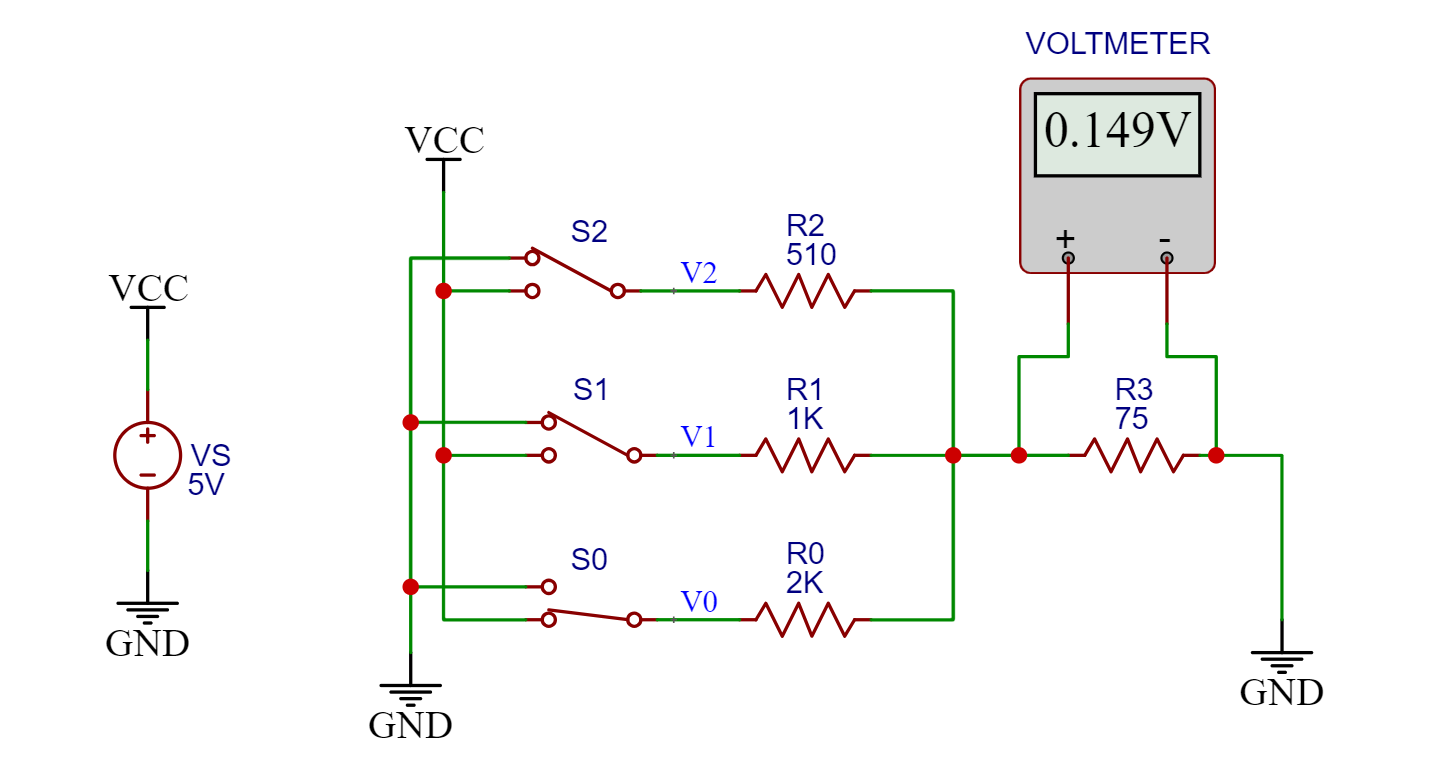 VOLTMETER
0.149V
+ -
VCC
S2
R2
510
V2
VCC
S1
R1
1K
V1
R3
75
VS
5V
+
-
S0
R0
2K
V0
GND
GND
GND